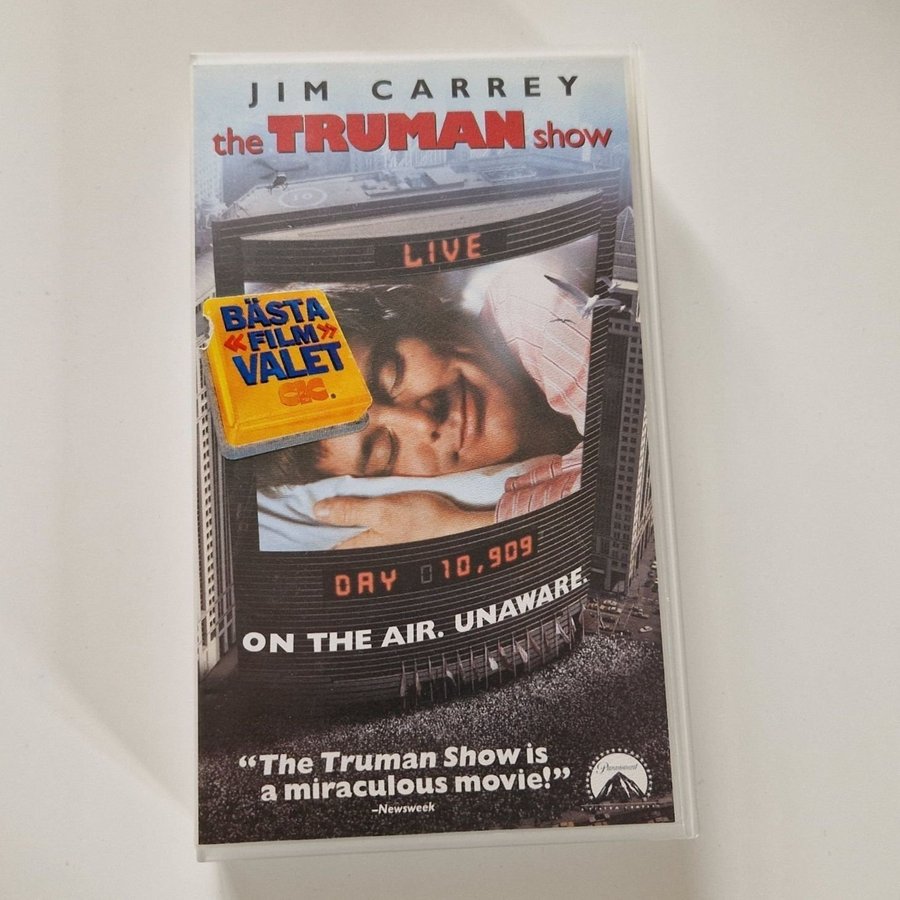 JIM CARREY
the TRUMAN show
LIVE
BÄSTA
«FILM»
VALET
CIC.
DAY 10,909
ON THE AIR. UNAWARE.
“The Truman Show is
a miraculous movie!”
–Newsweek
Paramount